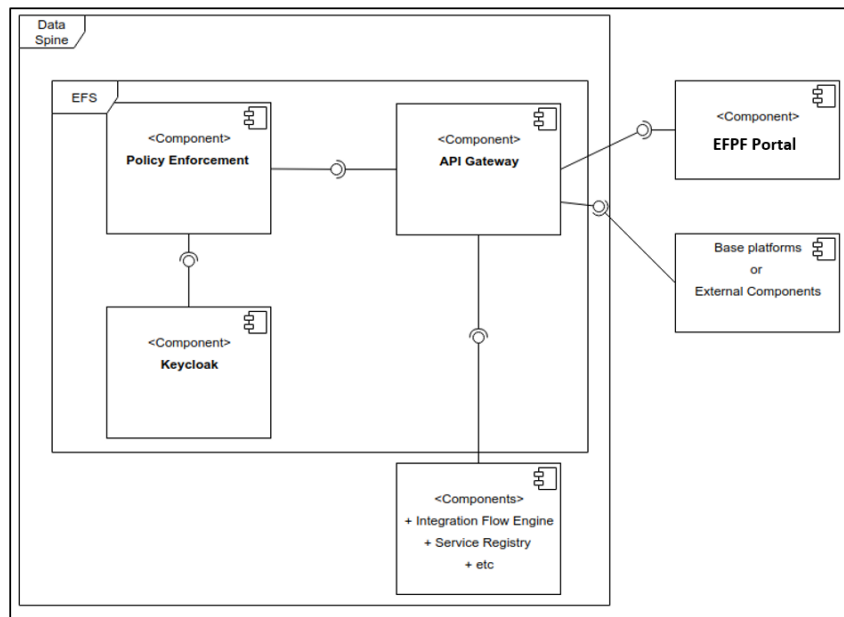 Data
Spine
EFS
<Component>
Policy Enforcement
<Component>
API Gateway
<Component>
EFPF Portal
Base platforms
or
External Components
<Component>
Keycloak
<Components>
+ Integration Flow Engine
+ Service Registry
+ etc